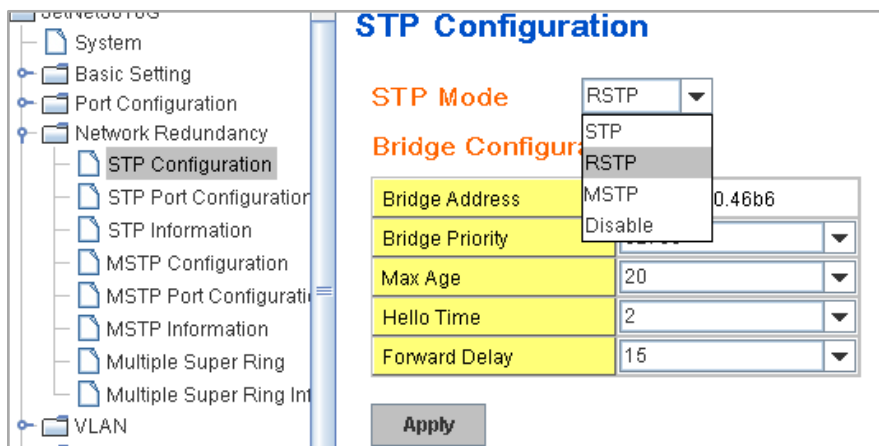 System
Basic Setting
Port Configuration
Network Redundancy
STP Configuration
STP Port Configuration
STP Information
MSTP Configuration
MSTP Port Configurati
MSTP Information
Multiple Super Ring
Multiple Super Ring Inf
VLAN
STP Configuration
STP Mode RSTP
STP
RSTP
MSTP
Disable
Bridge Configura
Bridge Address 0.46b6
Bridge Priority
Max Age 20
Hello Time 2
Forward Delay 15
Apply